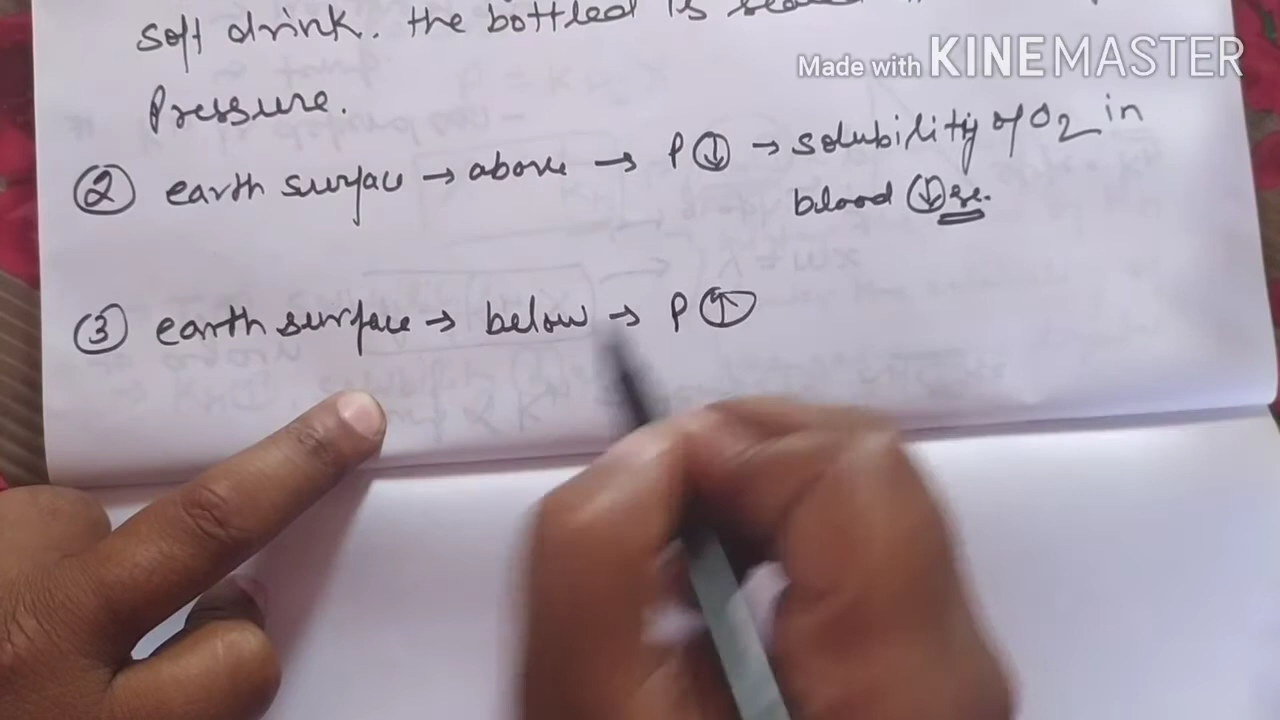 soft drink. the bottled is
Made with KINEMASTER
Pressure.
② earth surface → above → P ↓ → solubility of O2 in
blood ↓se.
③ earth surface → below → P ↑